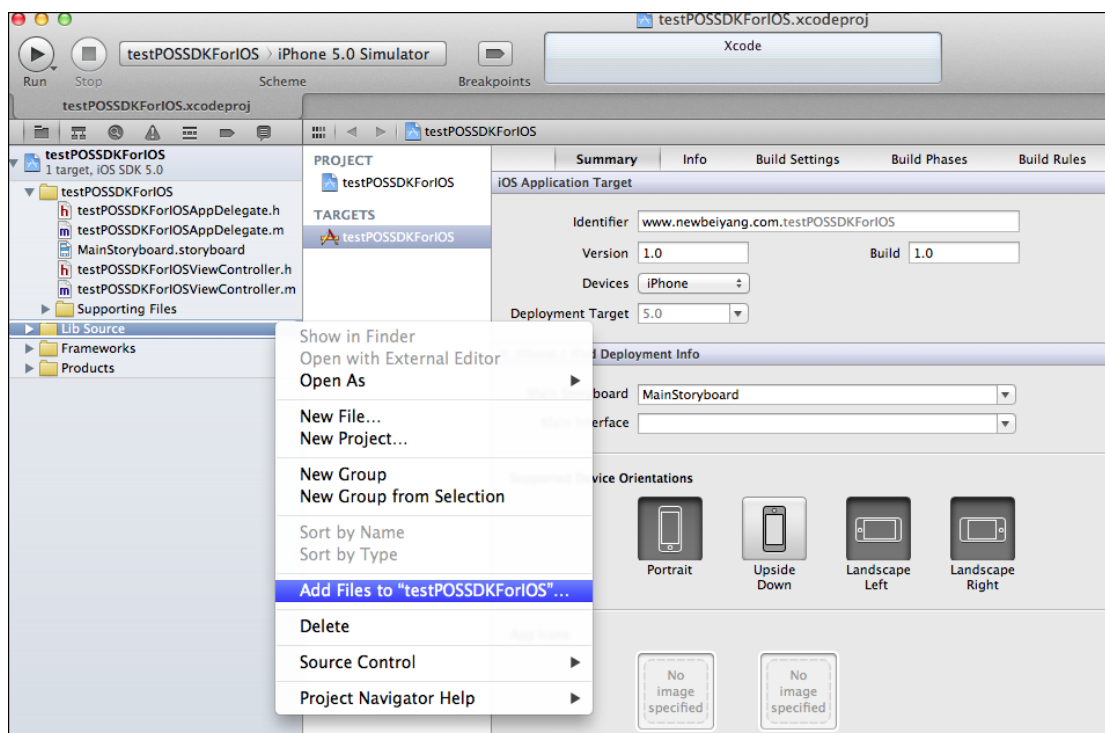 testPOSSDKForIOS.xcodeproj
testPOSSDKForIOS iPhone 5.0 Simulator
Xcode
Run Stop Scheme Breakpoints
testPOSSDKForIOS.xcodeproj
testPOSSDKForIOS
testPOSSDKForIOS
1 target, iOS SDK 5.0
testPOSSDKForIOS
testPOSSDKForIOSAppDelegate.h
testPOSSDKForIOSAppDelegate.m
MainStoryboard.storyboard
testPOSSDKForIOSViewController.h
testPOSSDKForIOSViewController.m
Supporting Files
Lib Source
Frameworks
Products
PROJECT
testPOSSDKForIOS
TARGETS
testPOSSDKForIOS
Summary Info Build Settings Build Phases Build Rules
iOS Application Target
Identifier www.newbeiyang.com.testPOSSDKForIOS
Version 1.0 Build 1.0
Devices iPhone
Deployment Target 5.0
Deployment Info
board MainStoryboard
erface
vice Orientations
Portrait
Upside Down
Landscape Left
Landscape Right
No image specified
No image specified
Show in Finder
Open with External Editor
Open As
New File...
New Project...
New Group
New Group from Selection
Sort by Name
Sort by Type
Add Files to “testPOSSDKForIOS”...
Delete
Source Control
Project Navigator Help